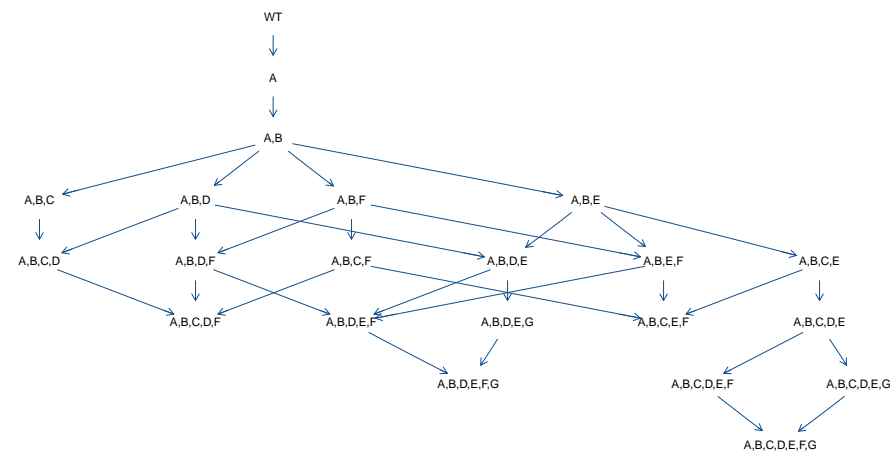 WT
A
A,B
A,B,C
A,B,D
A,B,F
A,B,E
A,B,C,D
A,B,D,F
A,B,C,F
A,B,D,E
A,B,E,F
A,B,C,E
A,B,C,D,F
A,B,D,E,F
A,B,D,E,G
A,B,C,E,F
A,B,C,D,E
A,B,D,E,F,G
A,B,C,D,E,F
A,B,C,D,E,G
A,B,C,D,E,F,G